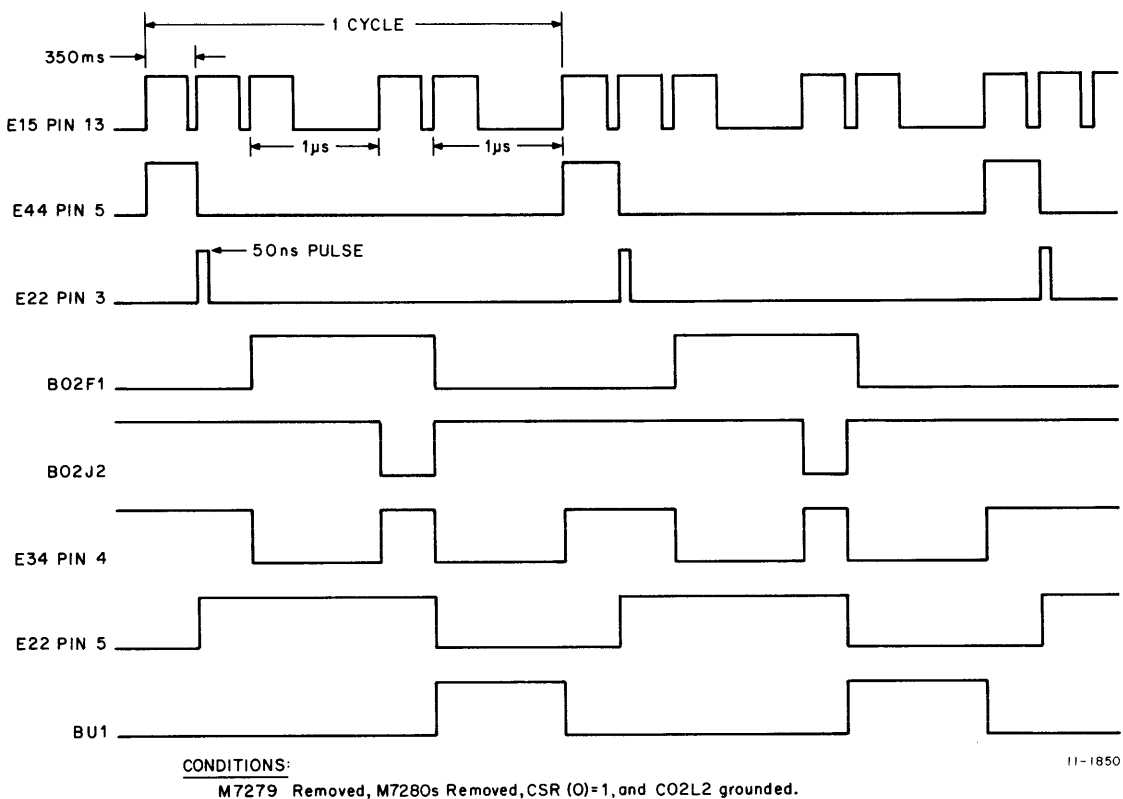 1 CYCLE
350ms
E15 PIN 13
1µs 1µs
E44 PIN 5
50ns PULSE
E22 PIN 3
B02F1
B02J2
E34 PIN 4
E22 PIN 5
BU1
CONDITIONS:
11-1850
M7279 Removed, M7280s Removed, CSR (0)=1, and C02L2 grounded.